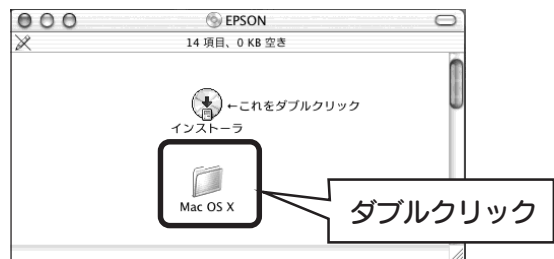 EPSON
14 項目、0 KB 空き
←これをダブルクリック
インストーラ
Mac OS X
ダブルクリック